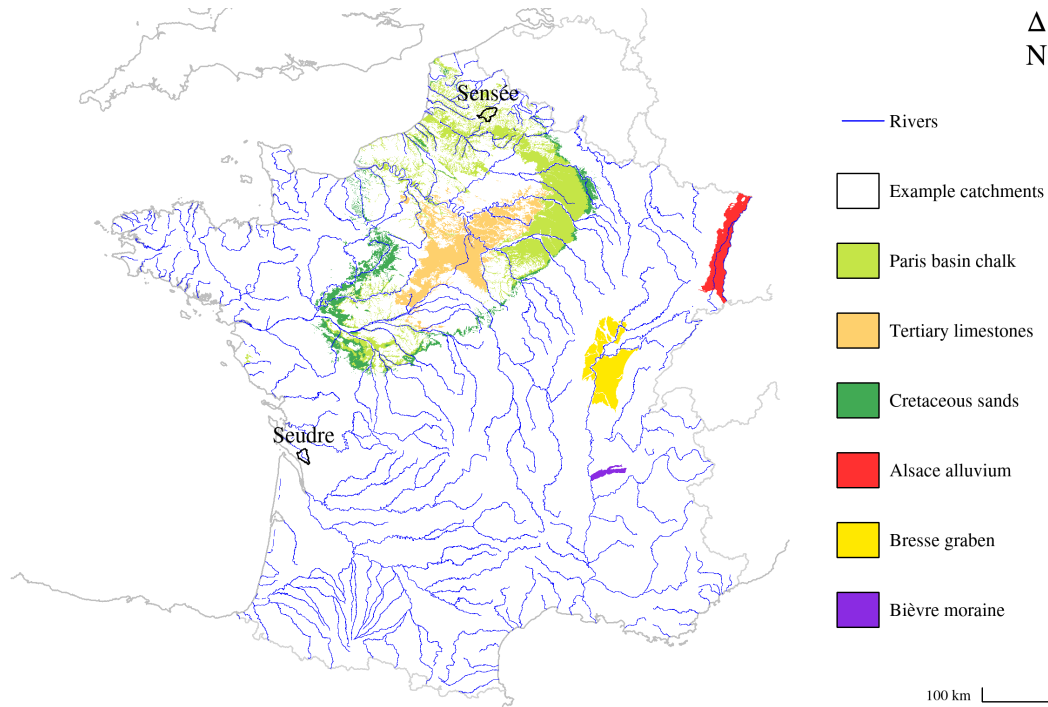 Δ
N
Sensée
Seudre
Rivers
Example catchments
Paris basin chalk
Tertiary limestones
Cretaceous sands
Alsace alluvium
Bresse graben
Bièvre moraine
100 km